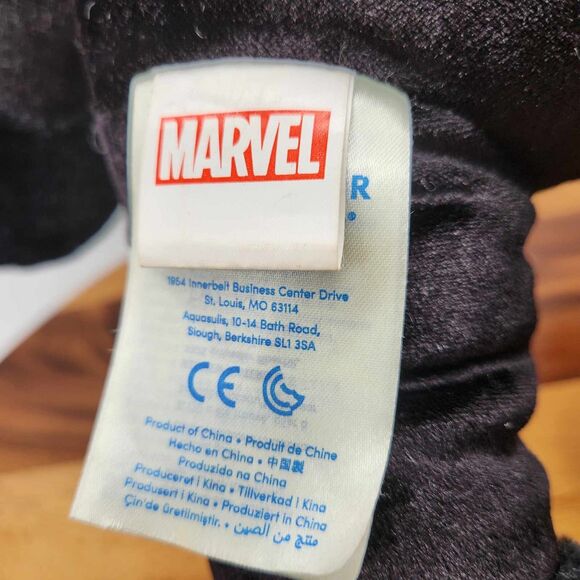 MARVEL
R
®
1954 Innerbelt Business Center Drive
St. Louis, MO 63114
Aquasulis, 10-14 Bath Road,
Slough, Berkshire SL1 3SA
CE
Product of China • Produit de Chine
Hecho en China • 中国製
Produzido na China
Produceret i Kina • Tillverkad i Kina
Produsert i Kina • Produziert in China
Çin'de üretilmiştir. • منتج من الصين